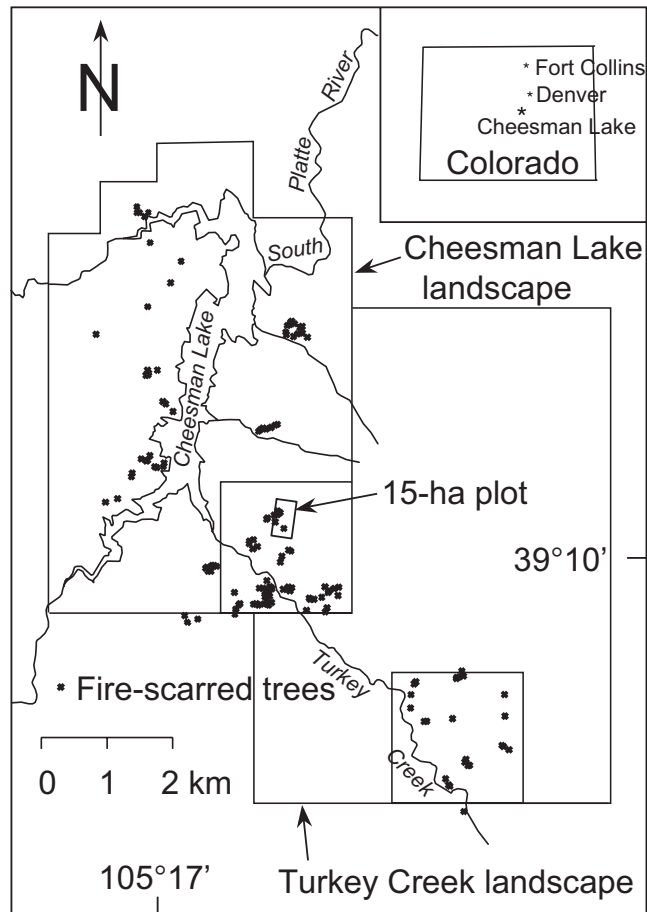 N
South
Platte
River
* Fort Collins
* Denver
*
Cheesman Lake
Colorado
Cheesman Lake
landscape
Cheesman Lake
15-ha plot
39°10’
Turkey
Creek
Fire-scarred trees
0 1 2 km
105°17’
Turkey Creek landscape